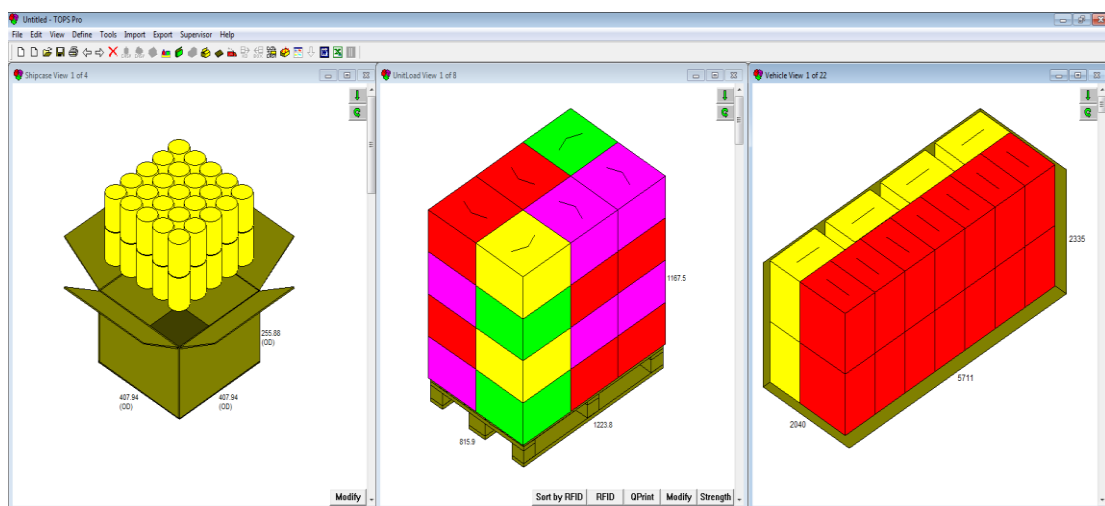 Untitled - TOPS Pro
File Edit View Define Tools Import Export Supervisor Help
Shipcase View 1 of 4
UnitLoad View 1 of 8
Vehicle View 1 of 22
255.88
(OD)
407.94
(OD)
407.94
(OD)
Modify
1167.5
815.9
1223.8
Sort by RFID RFID QPrint Modify Strength
2335
5711
2040